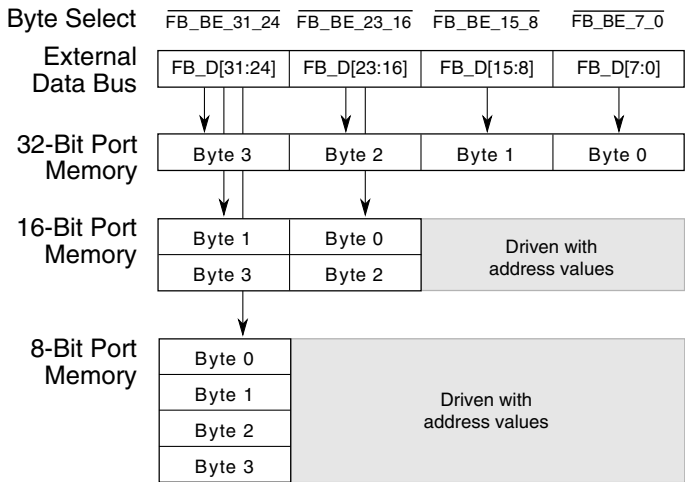 Byte Select FB_BE_31_24 FB_BE_23_16 FB_BE_15_8 FB_BE_7_0
External
Data Bus
FB_D[31:24] FB_D[23:16] FB_D[15:8] FB_D[7:0]
32-Bit Port
Memory
Byte 3 Byte 2 Byte 1 Byte 0
16-Bit Port
Memory
Byte 1 Byte 0
Byte 3 Byte 2
Driven with
address values
8-Bit Port
Memory
Byte 0
Byte 1
Byte 2
Byte 3
Driven with
address values